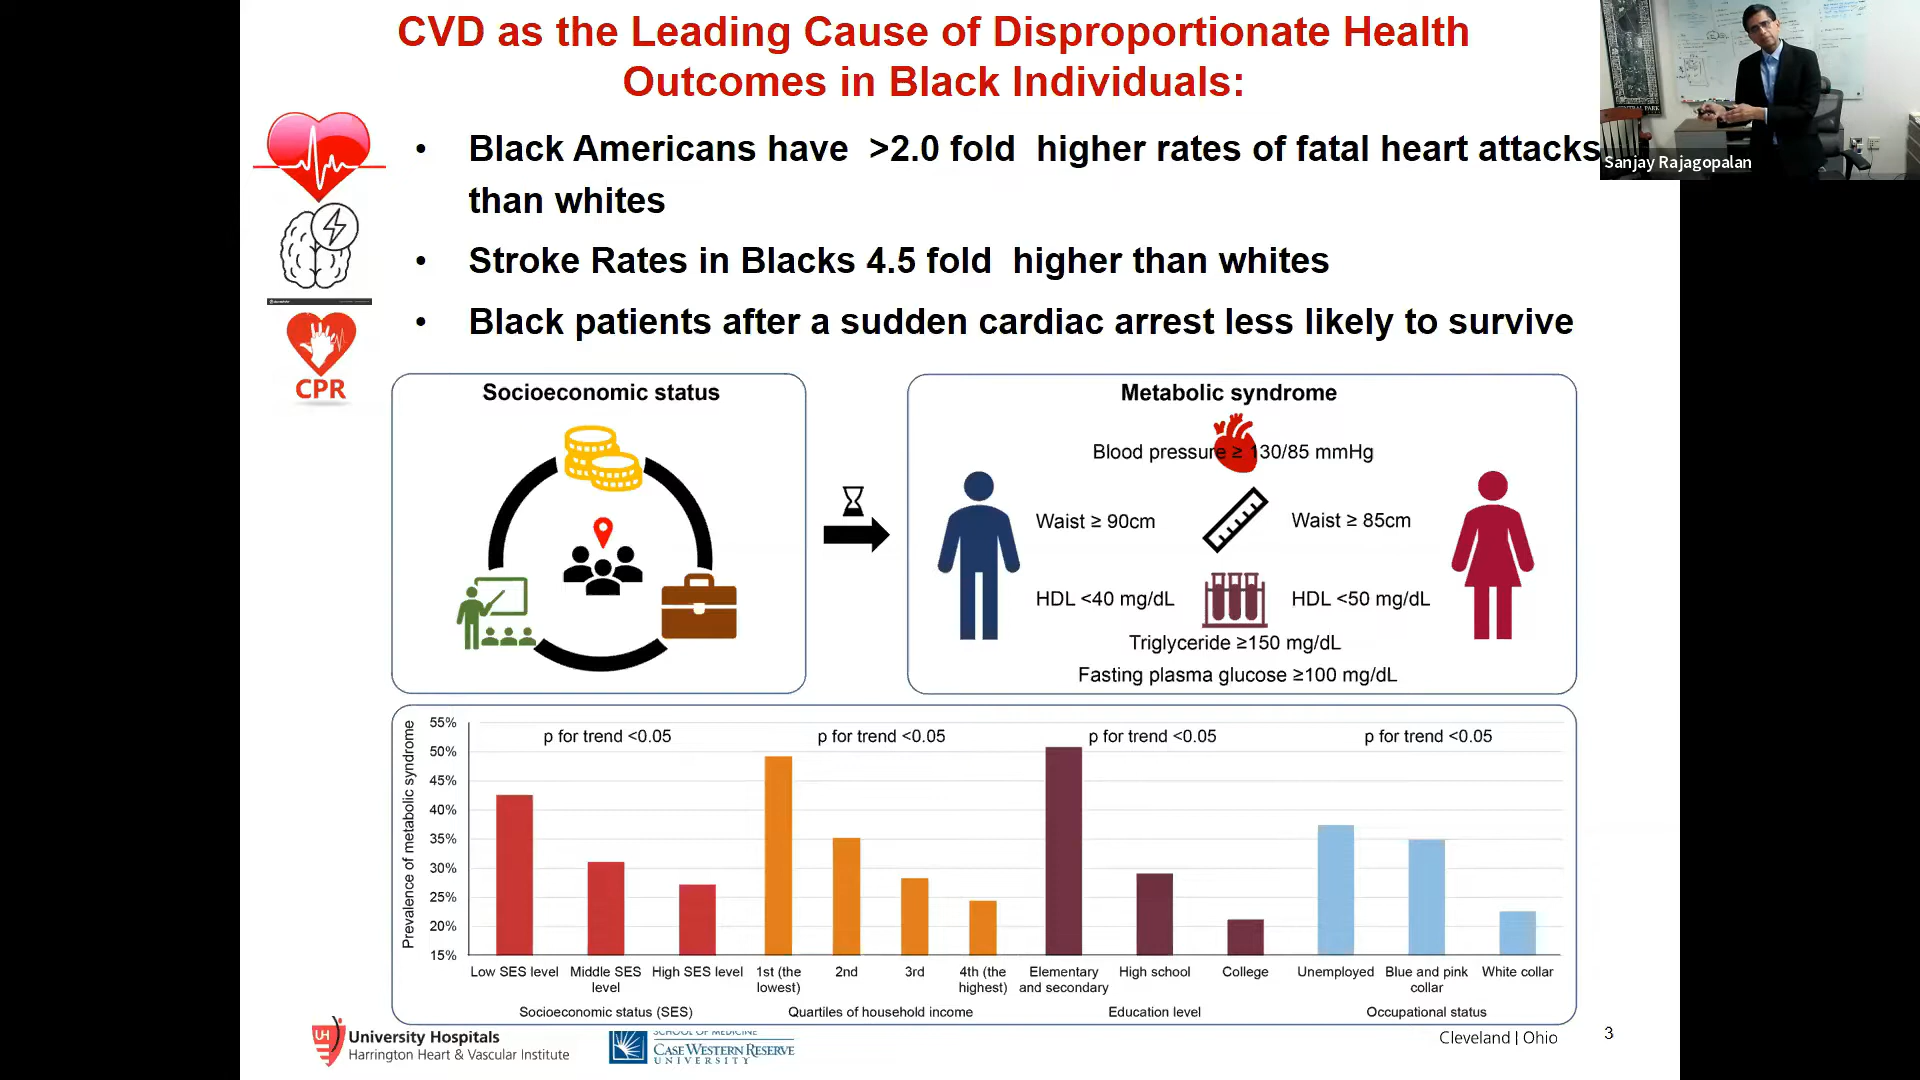 CVD as the Leading Cause of Disproportionate Health
Outcomes in Black Individuals:
• Black Americans have >2.0 fold higher rates of fatal heart attacks
than whites
• Stroke Rates in Blacks 4.5 fold higher than whites
• Black patients after a sudden cardiac arrest less likely to survive
CENTRAL PARK
Sanjay Rajagopalan
CPR
Socioeconomic status
Metabolic syndrome
Blood pressure ≥ 130/85 mmHg
Waist ≥ 90cm
Waist ≥ 85cm
HDL <40 mg/dL
HDL <50 mg/dL
Triglyceride ≥150 mg/dL
Fasting plasma glucose ≥100 mg/dL
Prevalence of metabolic syndrome
55%
50%
45%
40%
35%
30%
25%
20%
15%
p for trend <0.05
p for trend <0.05
p for trend <0.05
p for trend <0.05
Low SES level
Middle SES
level
High SES level
1st (the
lowest)
2nd
3rd
4th (the
highest)
Elementary
and secondary
High school
College
Unemployed
Blue and pink
collar
White collar
Socioeconomic status (SES)
Quartiles of household income
Education level
Occupational status
UH
University Hospitals
Harrington Heart & Vascular Institute
SCHOOL OF MEDICINE
CASE WESTERN RESERVE
UNIVERSITY
Cleveland | Ohio
3